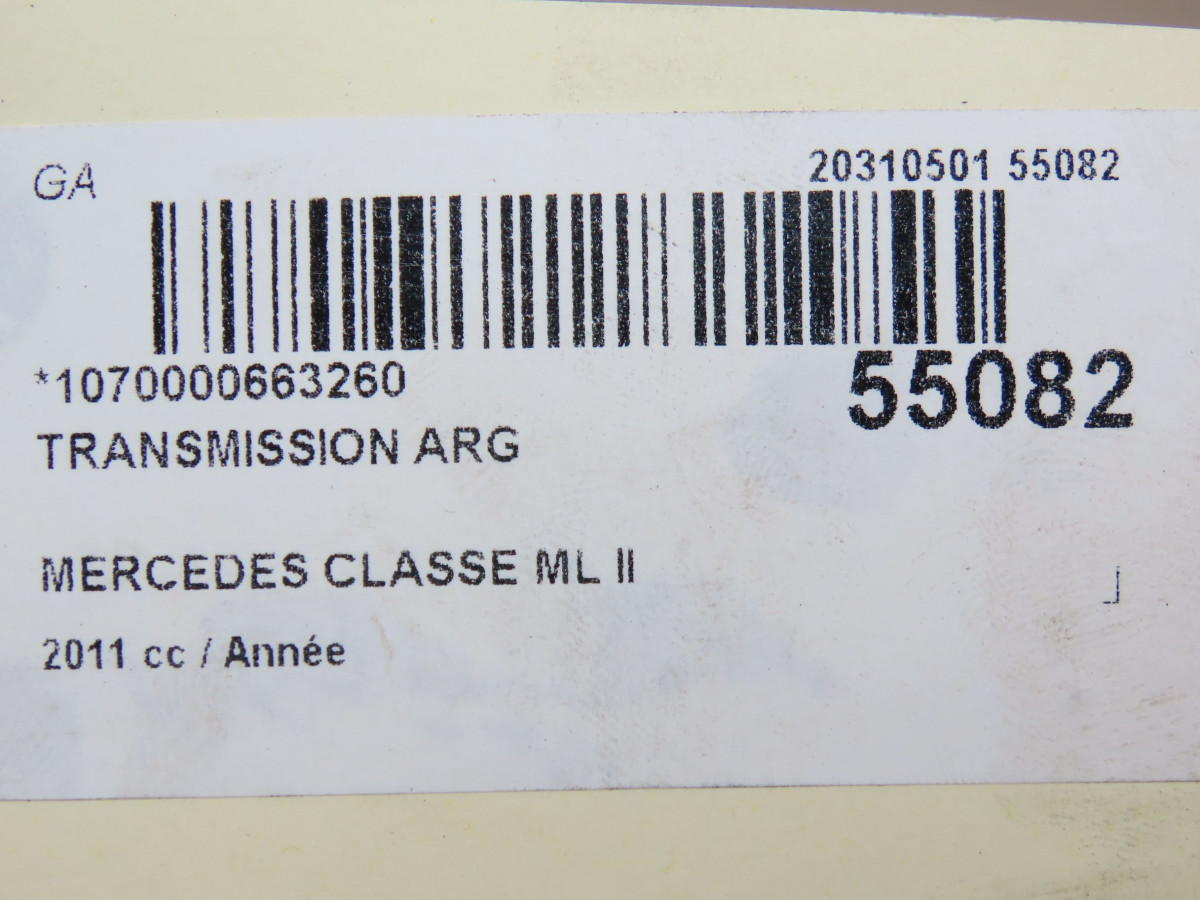 GA
20310501 55082
*1070000663260
55082
TRANSMISSION ARG
MERCEDES CLASSE ML II
2011 cc / Année